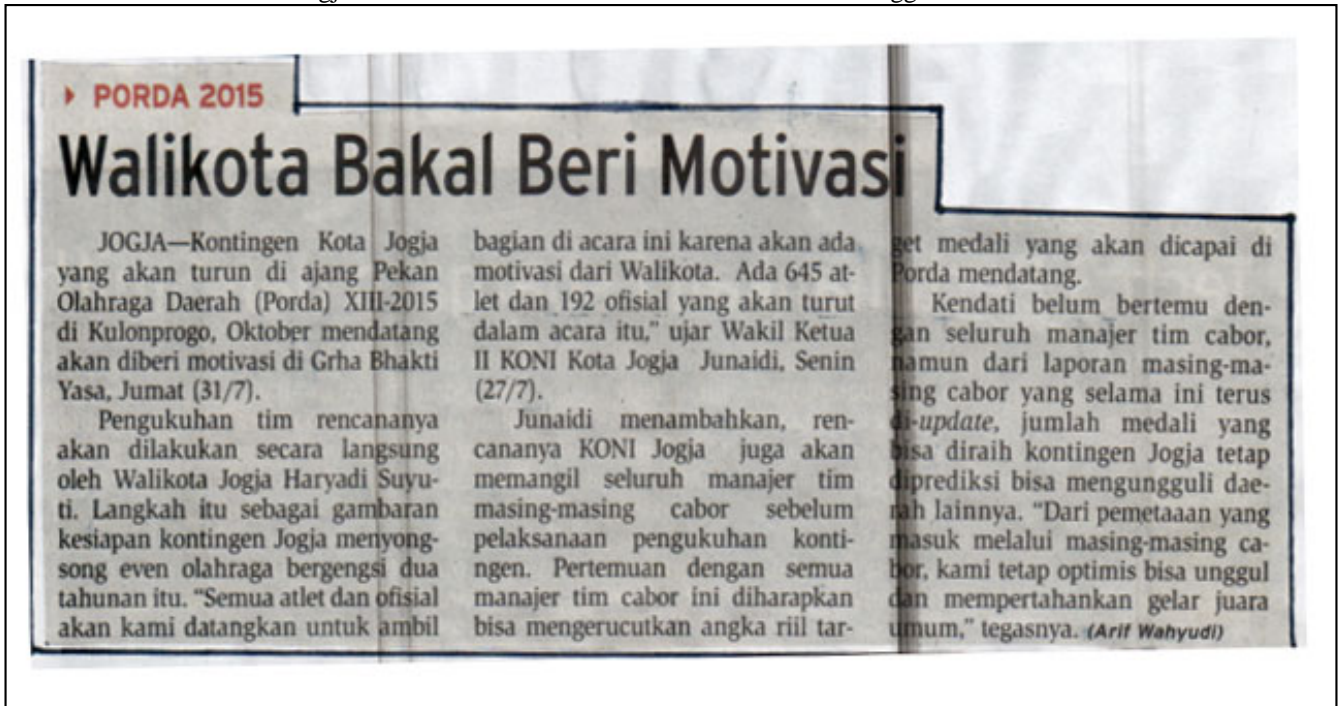 PORDA 2015
Walikota Bakal Beri Motivasi
JOGJA—Kontingen Kota Jogja
yang akan turun di ajang Pekan
Olahraga Daerah (Porda) XIII-2015
di Kulonprogo, Oktober mendatang
akan diberi motivasi di Grha Bhakti
Yasa, Jumat (31/7).
Pengukuhan tim rencananya
akan dilakukan secara langsung
oleh Walikota Jogja Haryadi Suyu-
ti. Langkah itu sebagai gambaran
kesiapan kontingen Jogja menyong-
song even olahraga bergengsi dua
tahunan itu. “Semua atlet dan ofisial
akan kami datangkan untuk ambil
bagian di acara ini karena akan ada
motivasi dari Walikota. Ada 645 at-
let dan 192 ofisial yang akan turut
dalam acara itu,” ujar Wakil Ketua
II KONI Kota Jogja Junaidi, Senin
(27/7).
Junaidi menambahkan, ren-
cananya KONI Jogja juga akan
memangil seluruh manajer tim
masing-masing cabor sebelum
pelaksanaan pengukuhan konti-
ngen. Pertemuan dengan semua
manajer tim cabor ini diharapkan
bisa mengerucutkan angka riil tar-
get medali yang akan dicapai di
Porda mendatang.
Kendati belum bertemu den-
gan seluruh manajer tim cabor,
namun dari laporan masing-ma-
sing cabor yang selama ini terus
di-update, jumlah medali yang
bisa diraih kontingen Jogja tetap
diprediksi bisa mengungguli dae-
rah lainnya. “Dari pemetaaan yang
masuk melalui masing-masing ca-
bor, kami tetap optimis bisa unggul
dan mempertahankan gelar juara
umum,” tegasnya. (Arif Wahyudi)